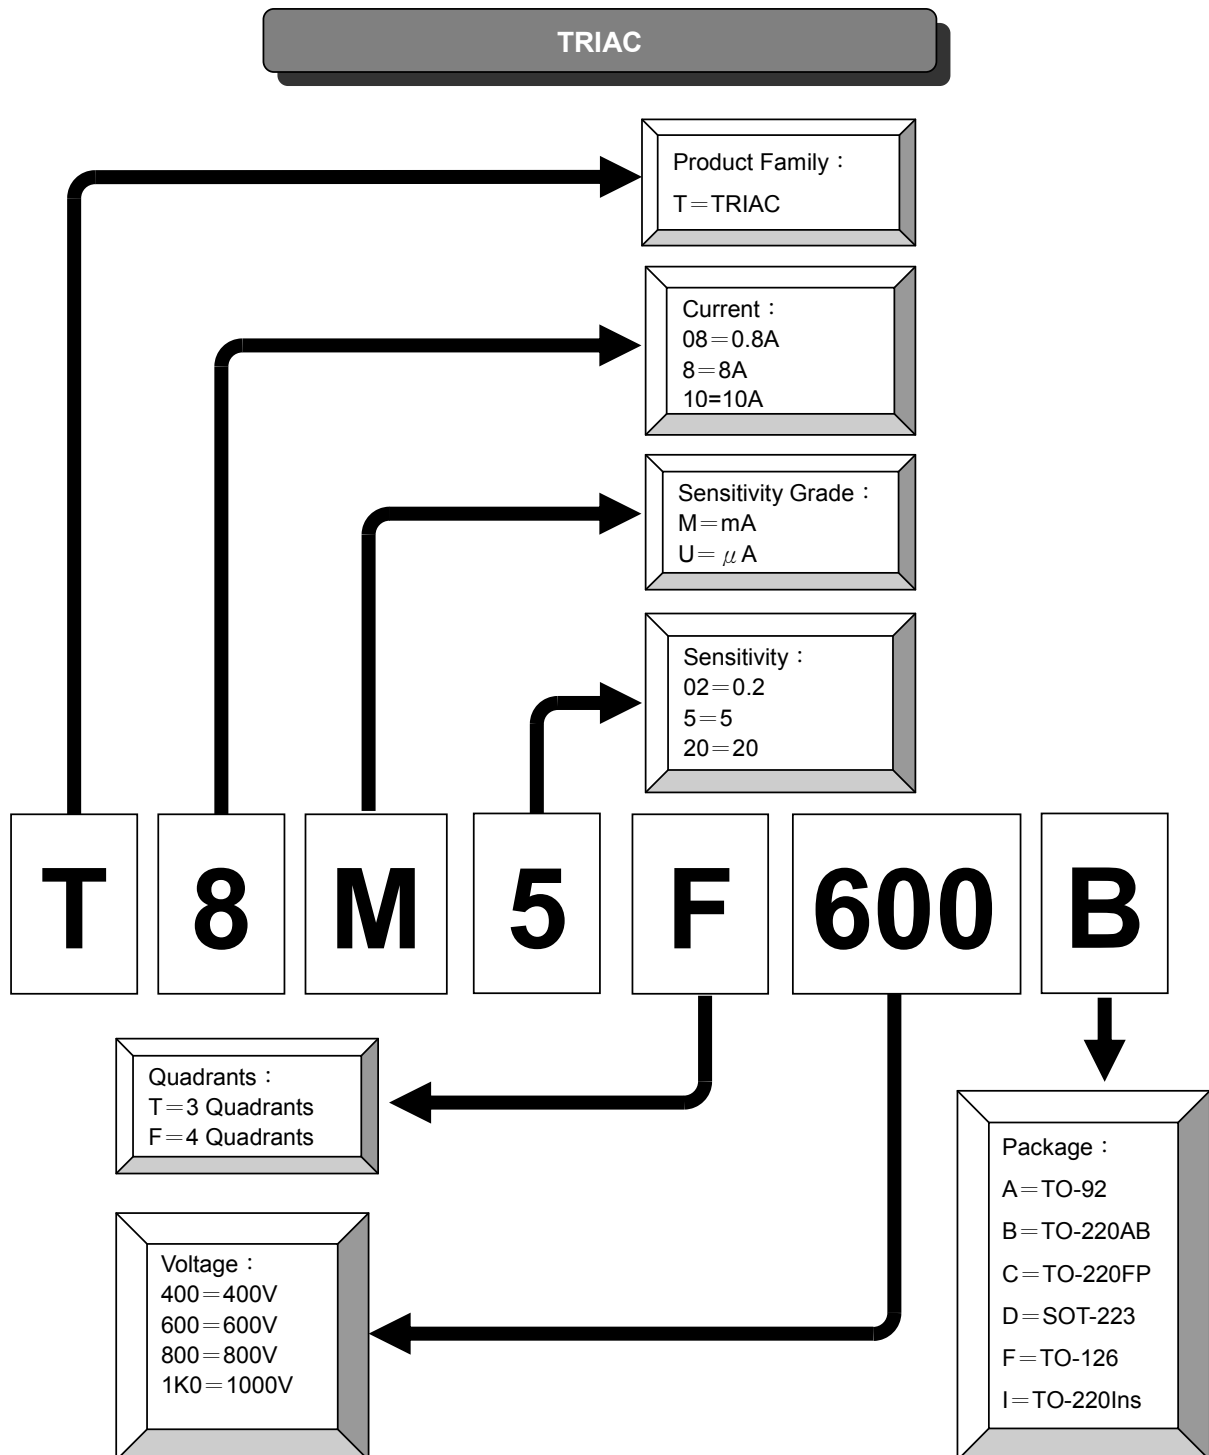 TRIAC
Product Family：
T＝TRIAC
Current：
08＝0.8A
8＝8A
10=10A
Sensitivity Grade：
M＝mA
U＝μA
Sensitivity：
02＝0.2
5＝5
20＝20
T 8 M 5 F 600 B
Quadrants：
T＝3 Quadrants
F＝4 Quadrants
Voltage：
400＝400V
600＝600V
800＝800V
1K0＝1000V
Package：
A＝TO-92
B＝TO-220AB
C＝TO-220FP
D＝SOT-223
F＝TO-126
I＝TO-220Ins